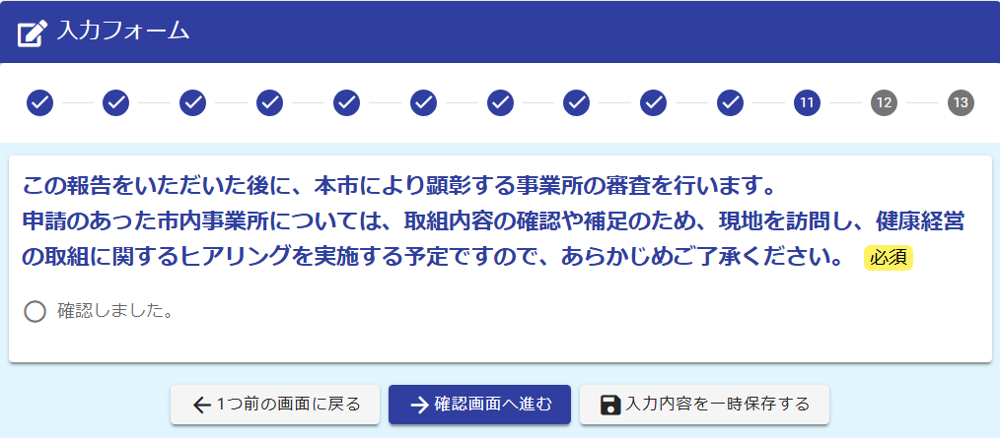 入力フォーム
11 12 13
この報告をいただいた後に、本市により顕彰する事業所の審査を行います。
申請のあった市内事業所については、取組内容の確認や補足のため、現地を訪問し、健康経営
の取組に関するヒアリングを実施する予定ですので、あらかじめご了承ください。 必須
確認しました。
1つ前の画面に戻る 確認画面へ進む 入力内容を一時保存する